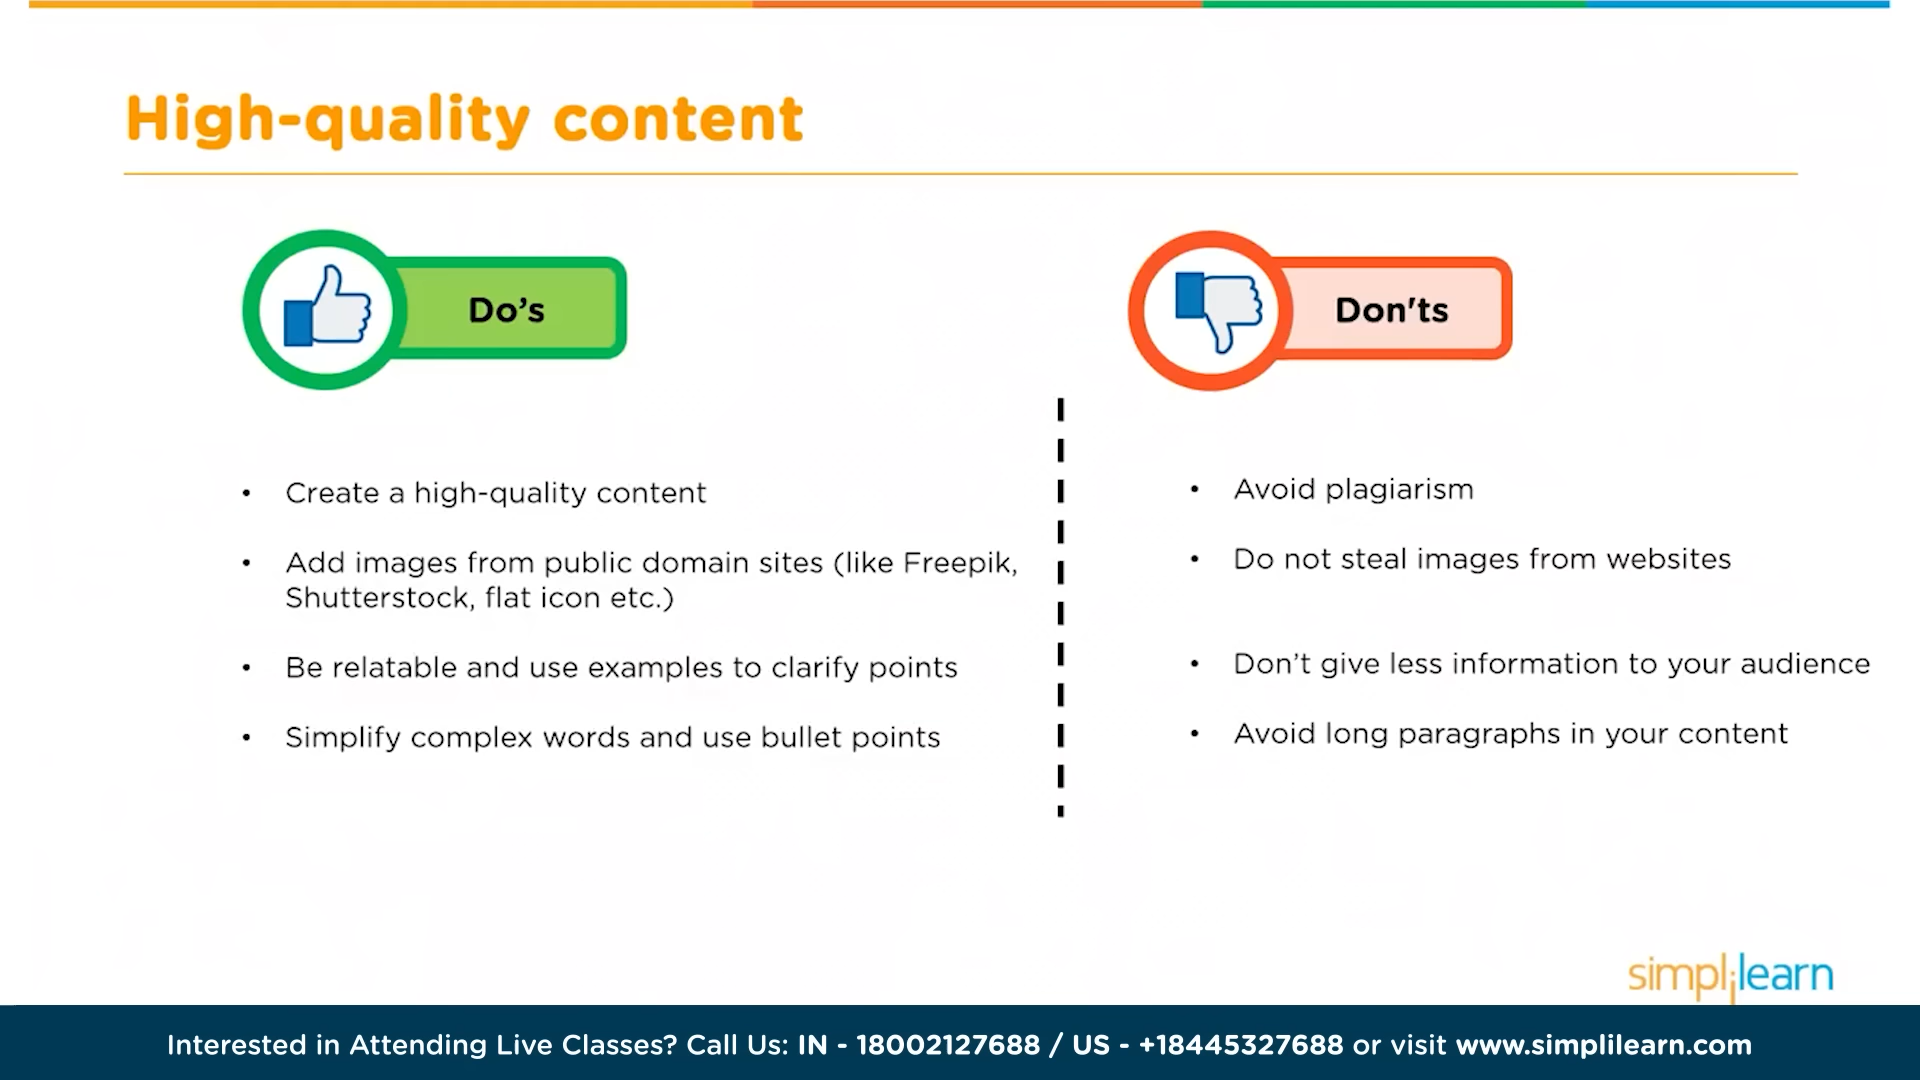 High-quality content
Do’s
• Create a high-quality content
• Add images from public domain sites (like Freepik,
Shutterstock, flat icon etc.)
• Be relatable and use examples to clarify points
• Simplify complex words and use bullet points
Don'ts
• Avoid plagiarism
• Do not steal images from websites
• Don’t give less information to your audience
• Avoid long paragraphs in your content
simplilearn
Interested in Attending Live Classes? Call Us: IN - 18002127688 / US - +18445327688 or visit www.simplilearn.com